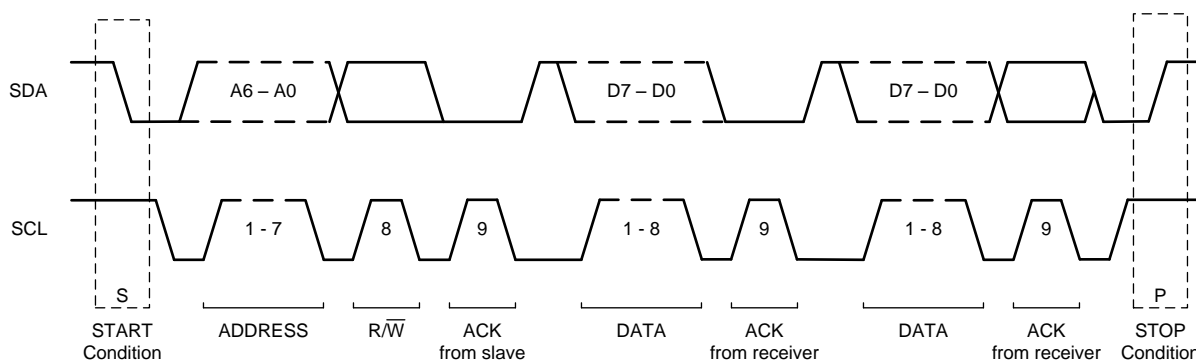 SDA
A6 – A0
D7 – D0
D7 – D0
SCL
1 - 7
8
9
1 - 8
9
1 - 8
9
S
P
START
Condition
ADDRESS
R/W̅
ACK
from slave
DATA
ACK
from receiver
DATA
ACK
from receiver
STOP
Condition